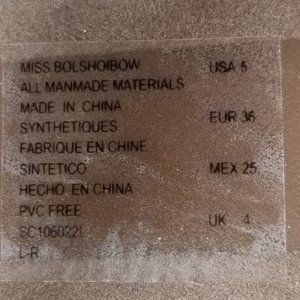 MISS BOLSHOIBOW USA 5
ALL MANMADE MATERIALS
MADE IN CHINA
SYNTHETIQUES EUR 36
FABRIQUE EN CHINE
SINTETICO MEX 25
HECHO EN CHINA
PVC FREE UK 4
L-R